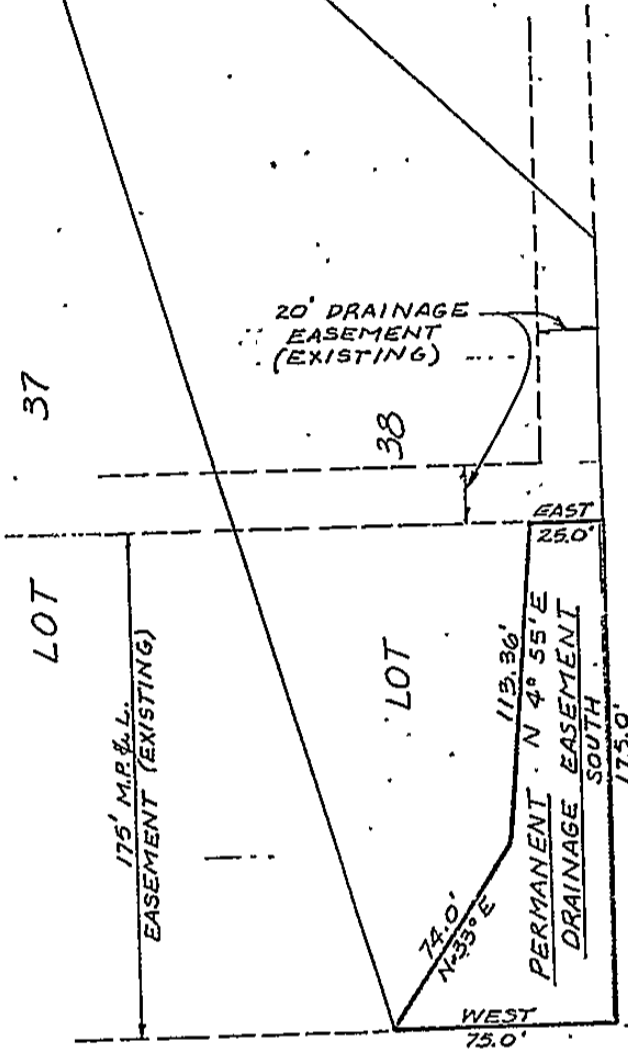 37
LOT
20' DRAINAGE
EASEMENT
(EXISTING)
38
LOT
175' M.P. & L.
EASEMENT (EXISTING)
EAST
25.0'
113.36'
N 4° 55' E
74.0'
N 33° E
PERMANENT
DRAINAGE EASEMENT
SOUTH
175.0'
WEST
75.0'